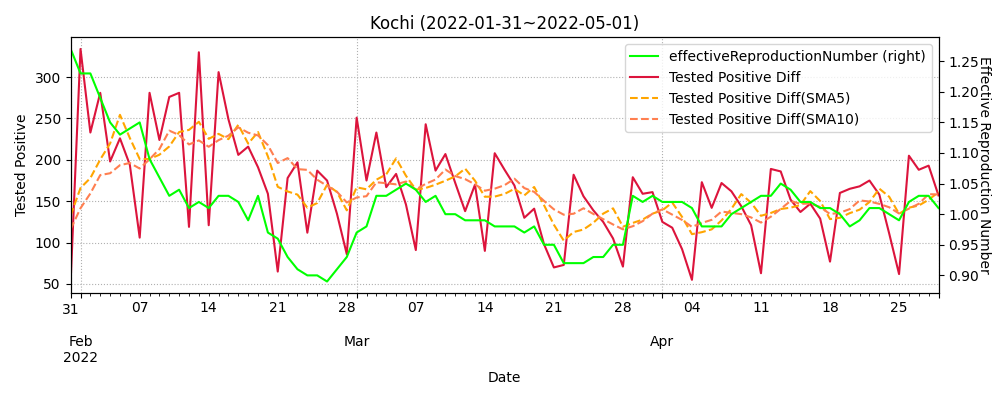 Kochi (2022-01-31~2022-05-01)
effectiveReproductionNumber (right)
Tested Positive Diff
Tested Positive Diff(SMA5)
Tested Positive Diff(SMA10)
Tested Positive
300
250
200
150
100
50
Effective Reproduction Number
1.25
1.20
1.15
1.10
1.05
1.00
0.95
0.90
31 07 14 21 28 07 14 21 28 04 11 18 25
Feb Mar Apr
2022
Date